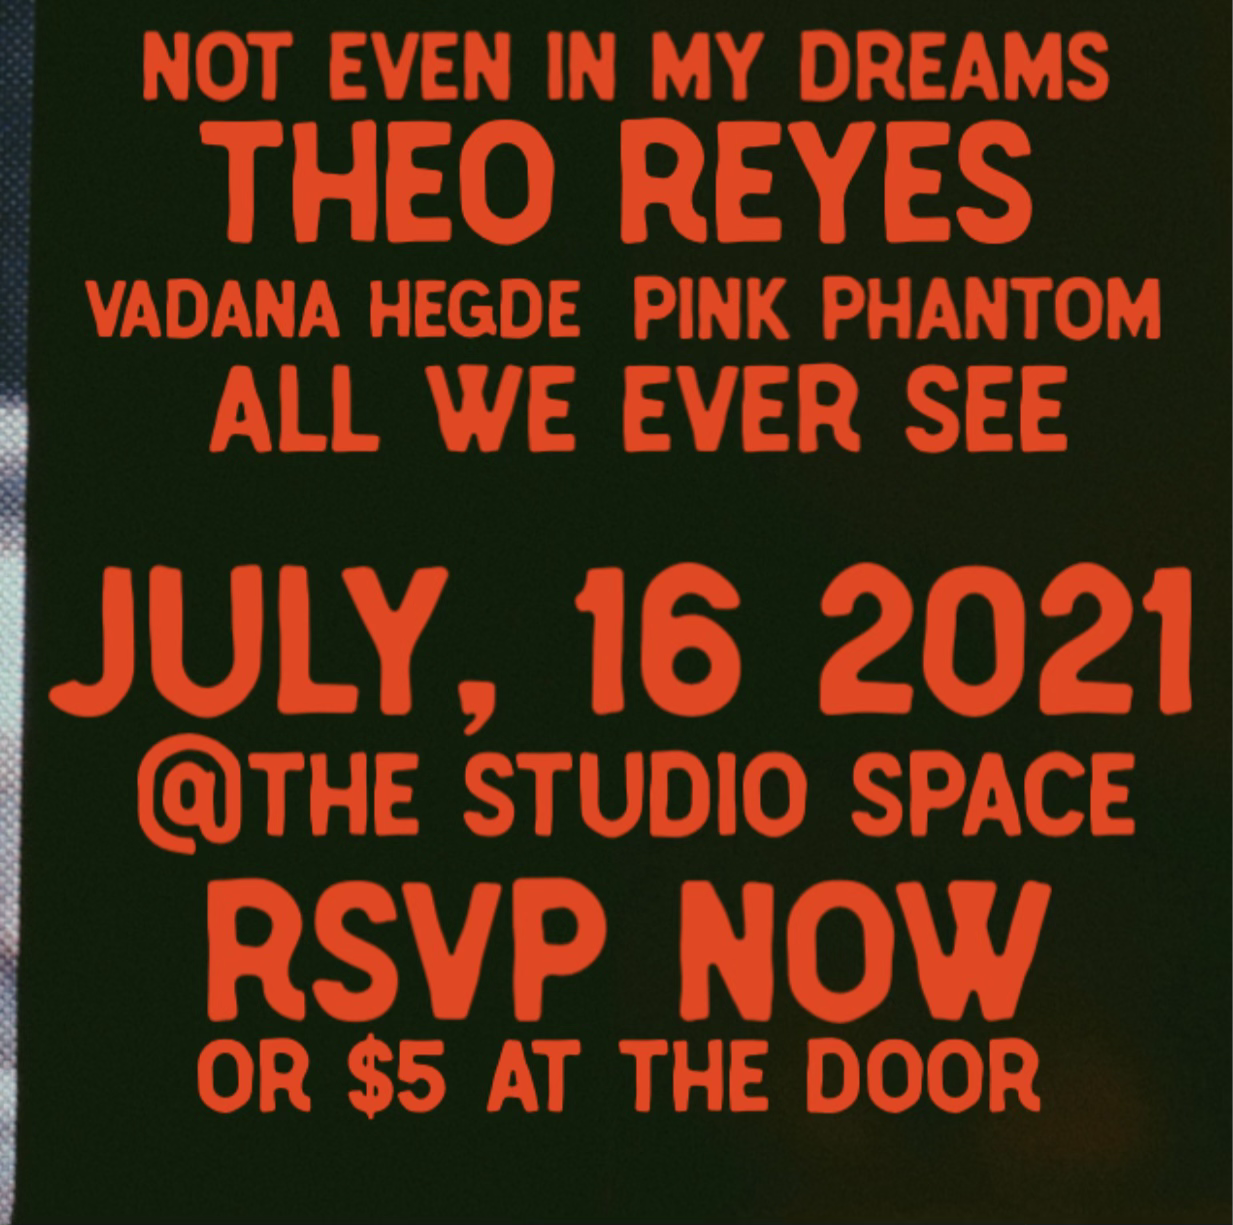 NOT EVEN IN MY DREAMS
THEO REYES
VADANA HEGDE PINK PHANTOM
ALL WE EVER SEE
JULY, 16 2021
@THE STUDIO SPACE
RSVP NOW
OR $5 AT THE DOOR